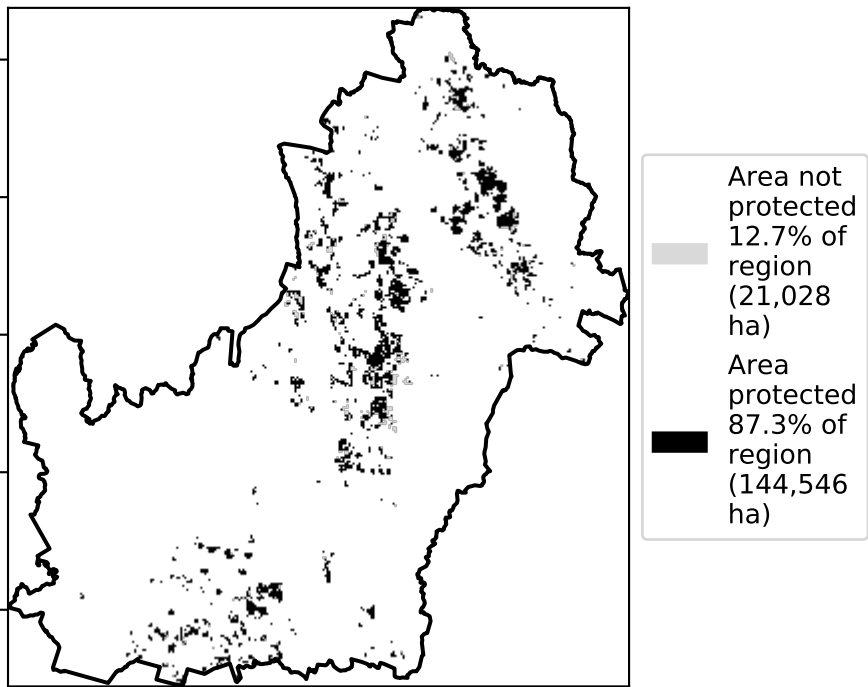 Area not
protected
12.7% of
region
(21,028
ha)
Area
protected
87.3% of
region
(144,546
ha)